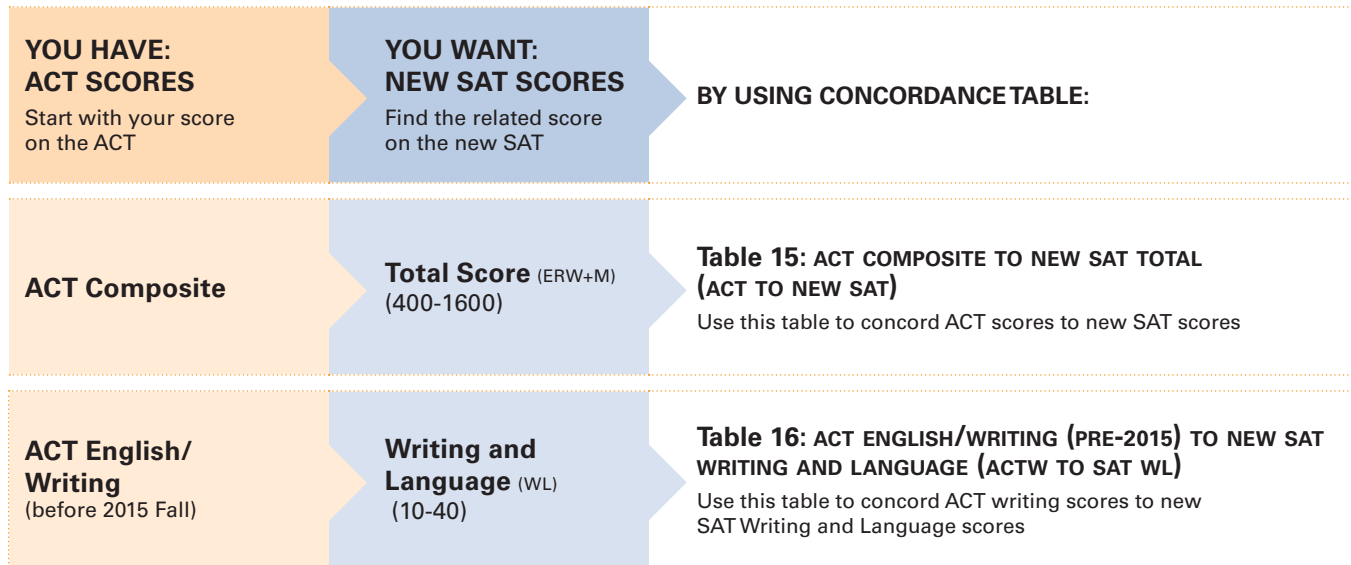 YOU HAVE:
ACT SCORES
Start with your score
on the ACT
YOU WANT:
NEW SAT SCORES
Find the related score
on the new SAT
BY USING CONCORDANCE TABLE:
ACT Composite
Total Score (ERW+M)
(400-1600)
Table 15: ACT COMPOSITE TO NEW SAT TOTAL
(ACT TO NEW SAT)
Use this table to concord ACT scores to new SAT scores
ACT English/
Writing
(before 2015 Fall)
Writing and
Language (WL)
(10-40)
Table 16: ACT ENGLISH/WRITING (PRE-2015) TO NEW SAT
WRITING AND LANGUAGE (ACTW TO SAT WL)
Use this table to concord ACT writing scores to new
SAT Writing and Language scores